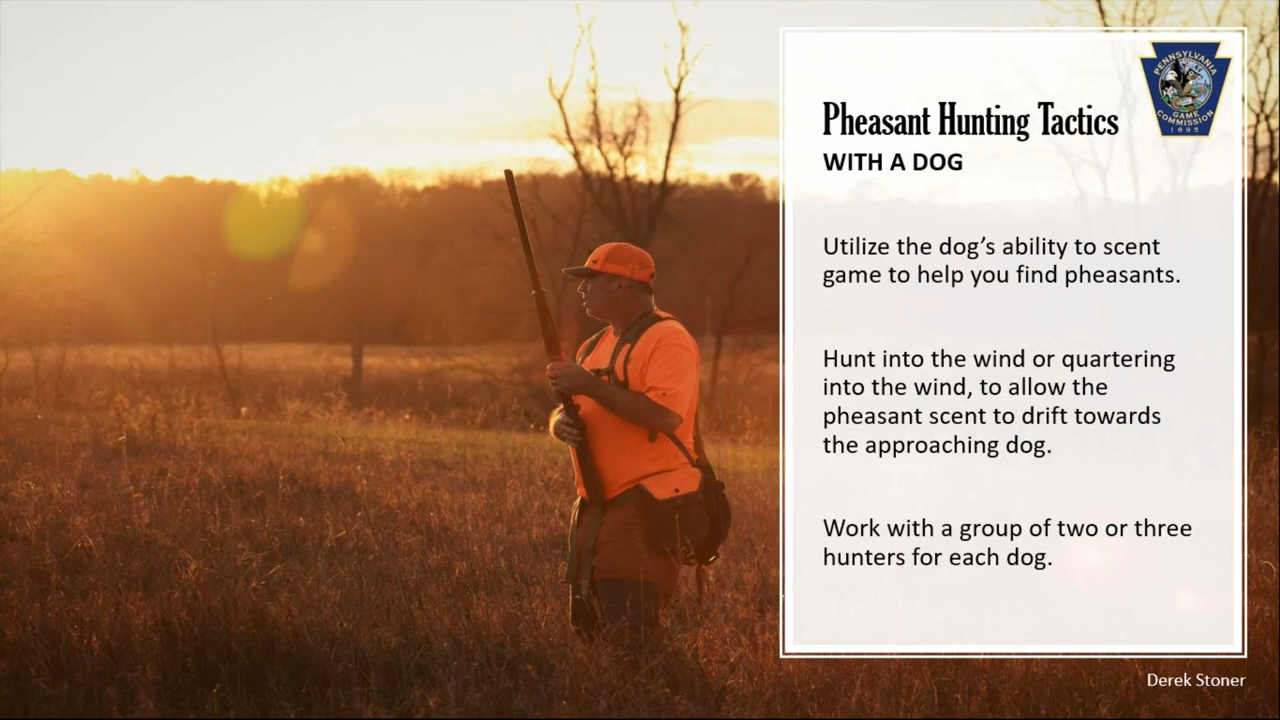 PENNSYLVANIA
GAME
COMMISSION
1895
Pheasant Hunting Tactics
WITH A DOG
Utilize the dog’s ability to scent
game to help you find pheasants.
Hunt into the wind or quartering
into the wind, to allow the
pheasant scent to drift towards
the approaching dog.
Work with a group of two or three
hunters for each dog.
Derek Stoner